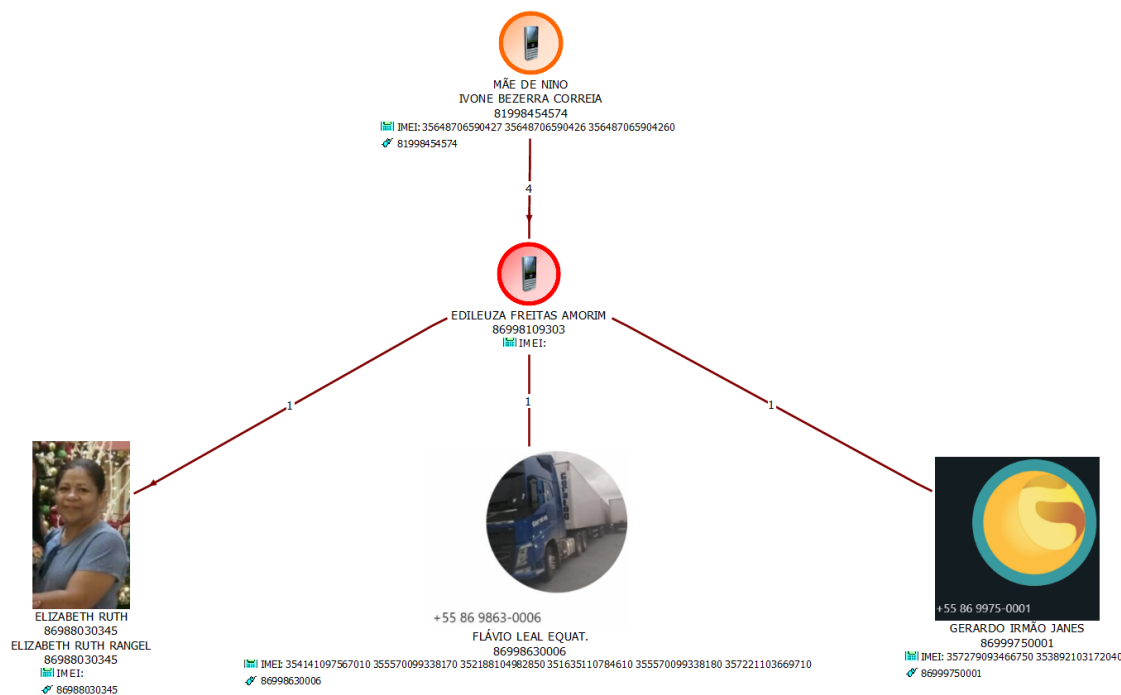 MÃE DE NINO
IVONE BEZERRA CORREIA
81998454574
IMEI: 35648706590427 35648706590426 356487065904260
81998454574
4
EDILEUZA FREITAS AMORIM
86998109303
IMEI:
1
1
1
ELIZABETH RUTH
86988030345
ELIZABETH RUTH RANGEL
86988030345
IMEI:
86988030345
+55 86 9863-0006
FLÁVIO LEAL EQUAT.
86998630006
IMEI: 354141097567010 355570099338170 352188104982850 351635110784610 355570099338180 357221103669710
86998630006
+55 86 9975-0001
GERARDO IRMÃO JANES
86999750001
IMEI: 357279093466750 353892103172040
86999750001